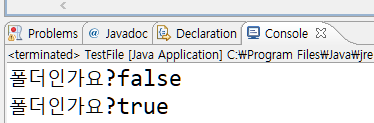 Problems @ Javadoc Declaration Console
<terminated> TestFile [Java Application] C:₩Program Files₩Java₩jre
폴더인가요?false
폴더인가요?true